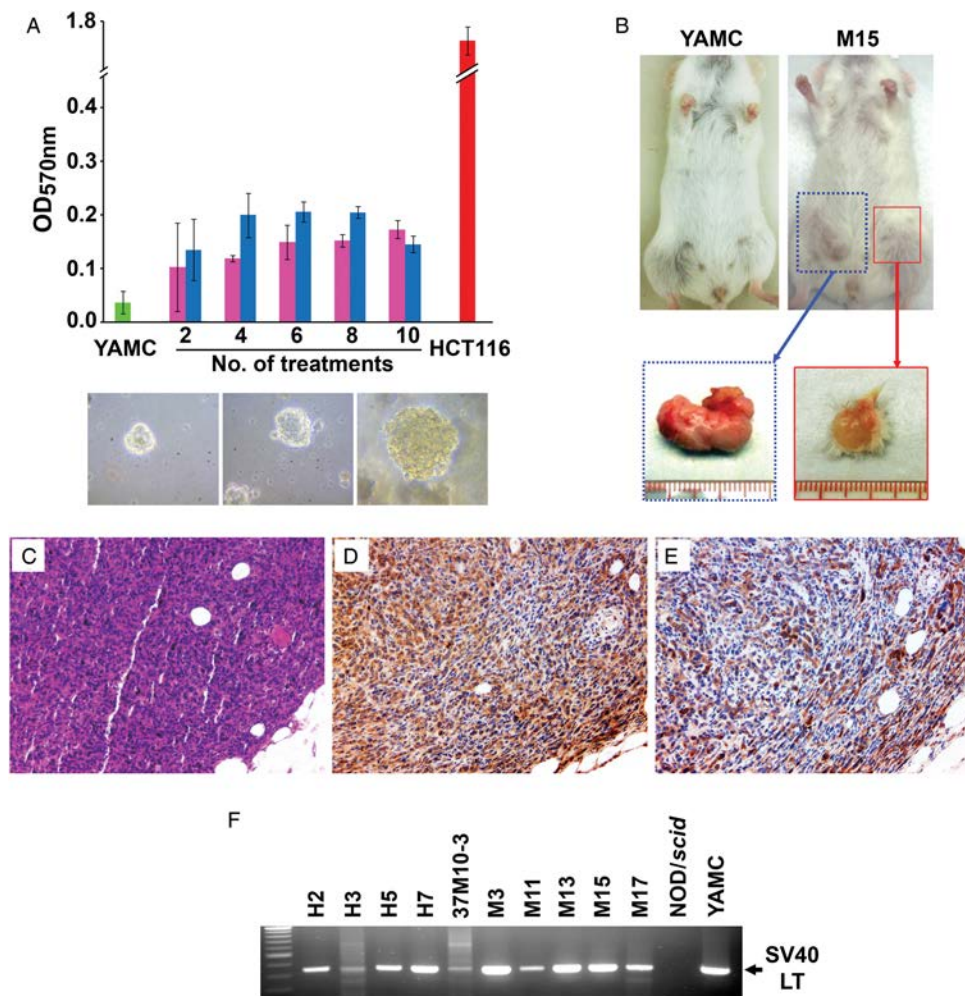 A
1.8
0.4
0.3
0.2
0.1
0.0
OD570nm
YAMC
2 4 6 8 10
HCT116
No. of treatments
B
YAMC M15
C
D
E
F
H2 H3 H5 H7 37M10-3 M3 M11 M13 M15 M17 NOD/scid YAMC
SV40
LT